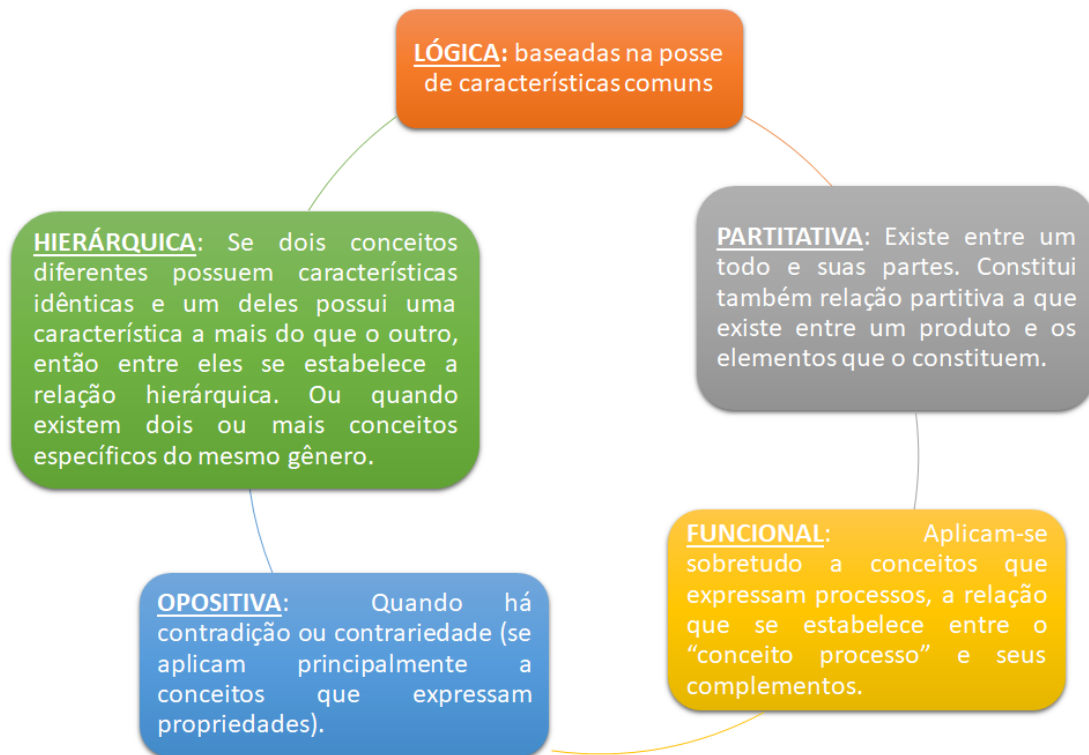 LÓGICA: baseadas na posse
de características comuns
HIERÁRQUICA: Se dois conceitos
diferentes possuem características
idênticas e um deles possui uma
característica a mais do que o outro,
então entre eles se estabelece a
relação hierárquica. Ou quando
existem dois ou mais conceitos
específicos do mesmo gênero.
PARTITATIVA: Existe entre um
todo e suas partes. Constitui
também relação partitiva a que
existe entre um produto e os
elementos que o constituem.
OPOSITIVA: Quando há
contradição ou contrariedade (se
aplicam principalmente a
conceitos que expressam
propriedades).
FUNCIONAL: Aplicam-se
sobretudo a conceitos que
expressam processos, a relação
que se estabelece entre o
“conceito processo” e seus
complementos.